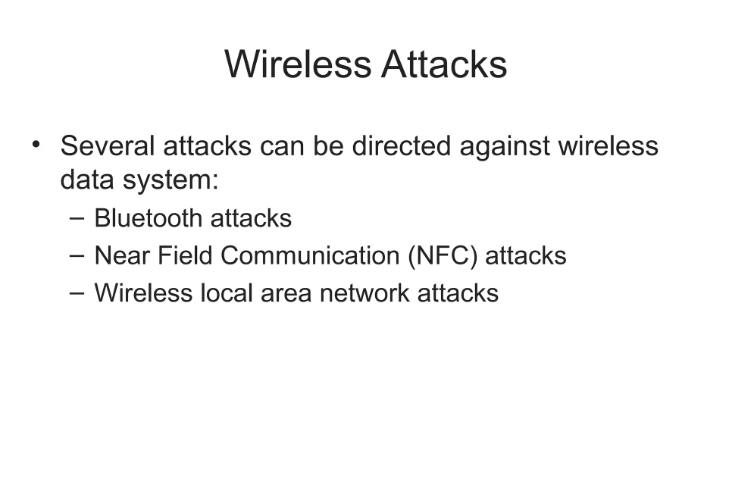 Wireless Attacks
• Several attacks can be directed against wireless
data system:
– Bluetooth attacks
– Near Field Communication (NFC) attacks
– Wireless local area network attacks